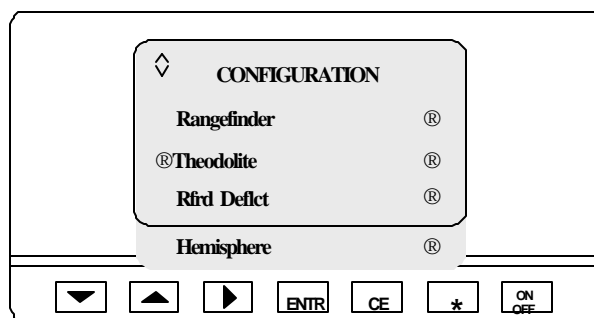 CONFIGURATION
Rangefinder ®
®Theodolite ®
Rfrd Deflct ®
Hemisphere ®
ENTR CE * ON
OFF